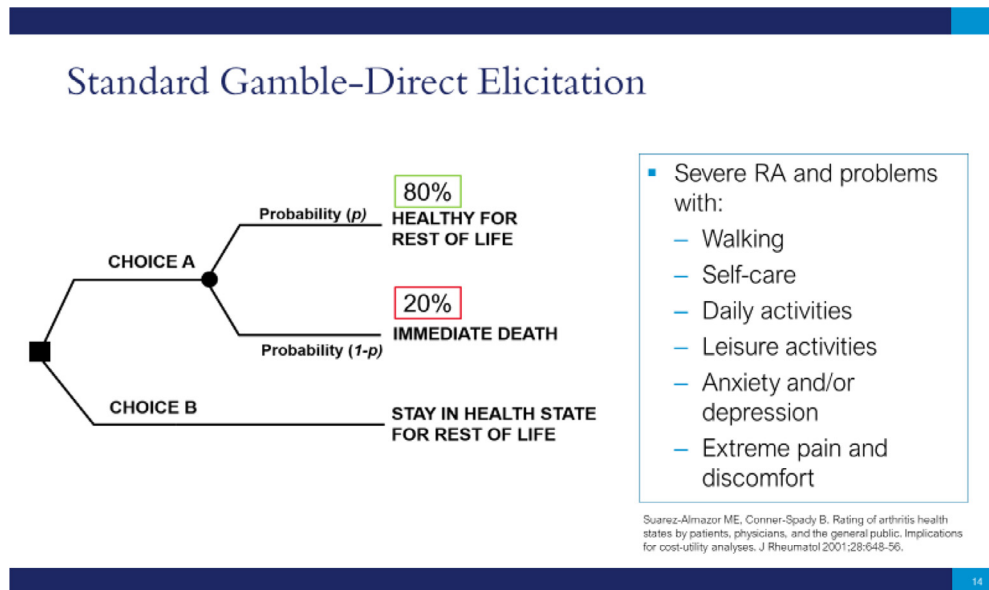 Standard Gamble–Direct Elicitation
80%
Probability (p)
HEALTHY FOR
REST OF LIFE
CHOICE A
20%
IMMEDIATE DEATH
Probability (1-p)
CHOICE B
STAY IN HEALTH STATE
FOR REST OF LIFE
▪ Severe RA and problems
with:
– Walking
– Self-care
– Daily activities
– Leisure activities
– Anxiety and/or
depression
– Extreme pain and
discomfort
Suarez-Almazor ME, Conner-Spady B. Rating of arthritis health
states by patients, physicians, and the general public. Implications
for cost-utility analyses. J Rheumatol 2001;28:648-56.
14